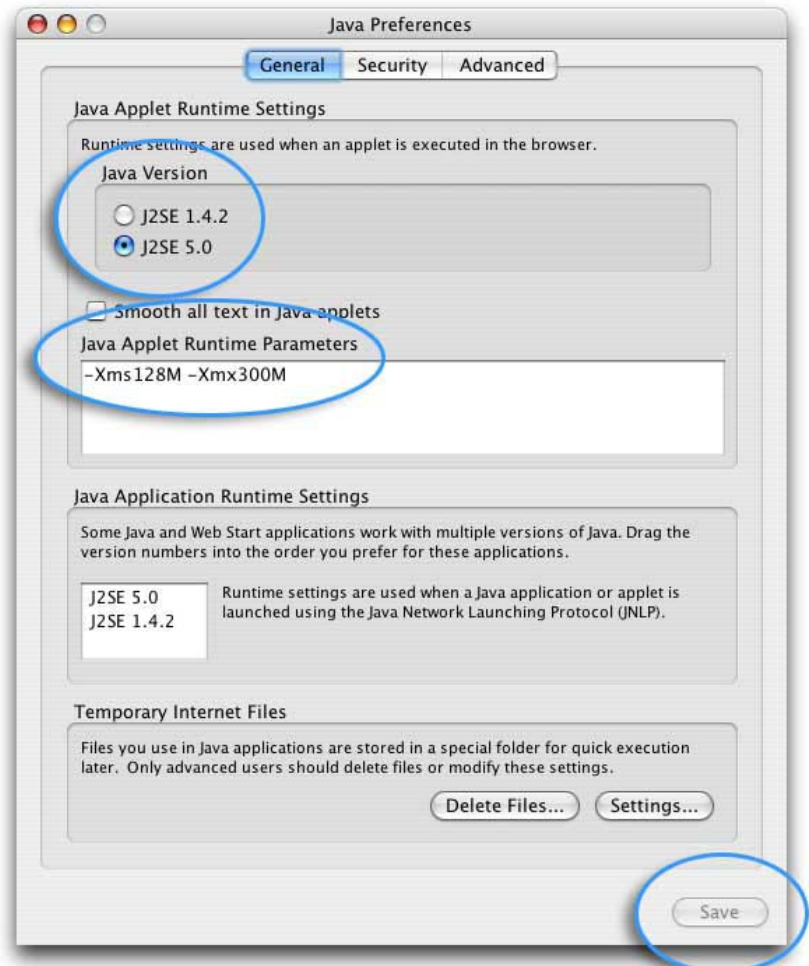 Java Preferences
General Security Advanced
Java Applet Runtime Settings
Runtime settings are used when an applet is executed in the browser.
Java Version
J2SE 1.4.2
J2SE 5.0
Smooth all text in Java applets
Java Applet Runtime Parameters
-Xms128M -Xmx300M
Java Application Runtime Settings
Some Java and Web Start applications work with multiple versions of Java. Drag the
version numbers into the order you prefer for these applications.
J2SE 5.0
J2SE 1.4.2
Runtime settings are used when a Java application or applet is
launched using the Java Network Launching Protocol (JNLP).
Temporary Internet Files
Files you use in Java applications are stored in a special folder for quick execution
later. Only advanced users should delete files or modify these settings.
Delete Files... Settings...
Save